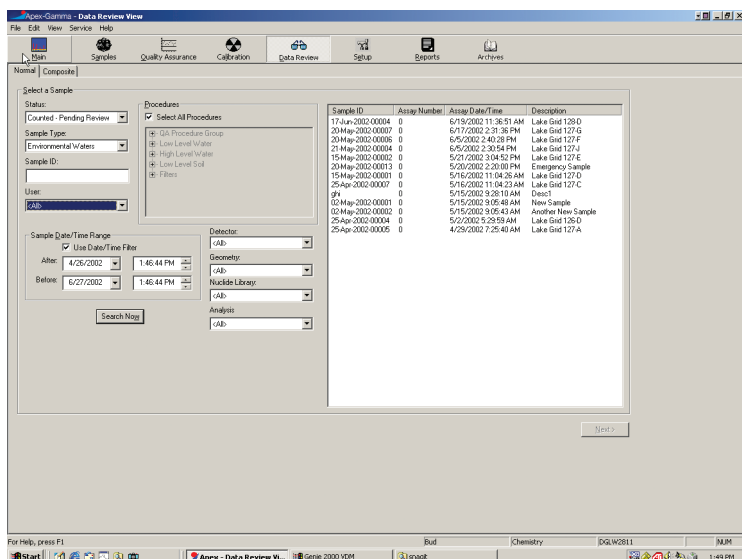 Apex-Gamma - Data Review View
File Edit View Service Help
Main Samples Quality Assurance Calibration Data Review Setup Reports Archives
Normal Composite
Select a Sample
Status:
Counted - Pending Review
Sample Type:
Environmental Waters
Sample ID:
User:
<All>
Procedures
Select All Procedures
QA Procedure Group
Low Level Water
High Level Water
Low Level Soil
Filters
Sample Date/Time Range
Use Date/Time Filter
After: 4/26/2002 1:46:44 PM
Before: 6/27/2002 1:46:44 PM
Search Now
Detector:
<All>
Geometry:
<All>
Nuclide Library:
<All>
Analysis
<All>
Sample ID Assay Number Assay Date/Time Description
17-Jun-2002-00004 0 6/19/2002 11:36:51 AM Lake Grid 128-D
20-May-2002-00007 0 6/17/2002 2:31:36 PM Lake Grid 127-G
20-May-2002-00006 0 6/5/2002 2:40:28 PM Lake Grid 127-F
21-May-2002-00004 0 6/5/2002 2:30:54 PM Lake Grid 127-J
15-May-2002-00002 0 5/21/2002 3:04:52 PM Lake Grid 127-E
20-May-2002-00013 0 5/20/2002 2:20:00 PM Emergency Sample
15-May-2002-00001 0 5/16/2002 11:04:26 AM Lake Grid 127-D
25-Apr-2002-00007 0 5/16/2002 11:04:23 AM Lake Grid 127-C
ghi 0 5/15/2002 9:28:10 AM Desc1
02-May-2002-00001 0 5/15/2002 9:05:48 AM New Sample
02-May-2002-00002 0 5/15/2002 9:05:43 AM Another New Sample
25-Apr-2002-00004 0 5/2/2002 5:29:59 AM Lake Grid 126-D
25-Apr-2002-00005 0 4/29/2002 7:25:40 AM Lake Grid 127-A
Next >
For Help, press F1 Bud Chemistry DGLW2811 NUM
Start Apex - Data Review Vi... Genie 2000 VDM snagit 1:49 PM